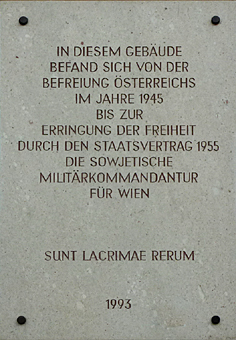 IN DIESEM GEBÄUDE
BEFAND SICH VON DER
BEFREIUNG ÖSTERREICHS
IM JAHRE 1945
BIS ZUR
ERRINGUNG DER FREIHEIT
DURCH DEN STAATSVERTRAG 1955
DIE SOWJETISCHE
MILITÄRKOMMANDANTUR
FÜR WIEN
SUNT LACRIMAE RERUM
1993